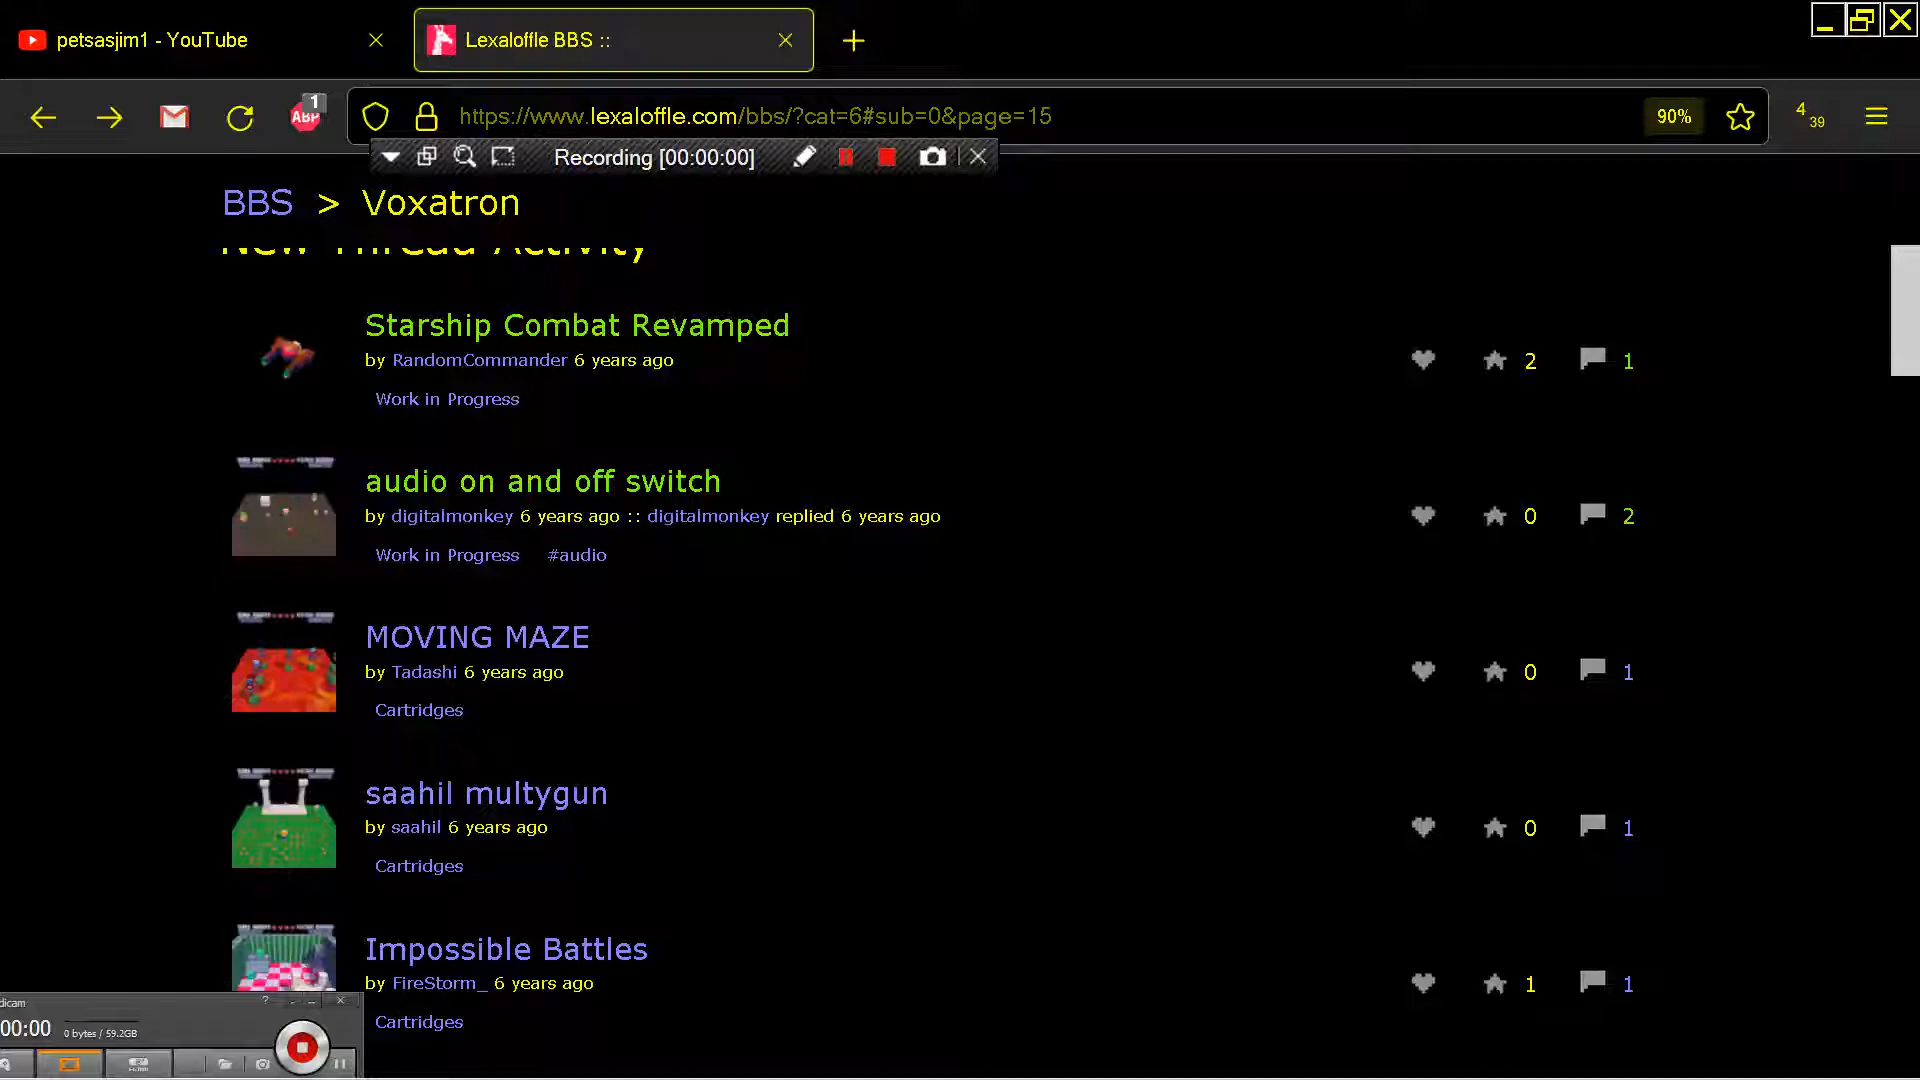 petsasjim1 - YouTube
Lexaloffle BBS ::
ABP
1
https://www.lexaloffle.com/bbs/?cat=6#sub=0&page=15
90%
4
39
Recording [00:00:00]
BBS > Voxatron
New Thread Activity
Starship Combat Revamped
by RandomCommander 6 years ago
2
1
Work in Progress
audio on and off switch
by digitalmonkey 6 years ago :: digitalmonkey replied 6 years ago
0
2
Work in Progress #audio
MOVING MAZE
by Tadashi 6 years ago
0
1
Cartridges
saahil multygun
by saahil 6 years ago
0
1
Cartridges
Impossible Battles
by FireStorm_ 6 years ago
1
1
Cartridges
dicam
00:00
0 bytes / 59.2GB